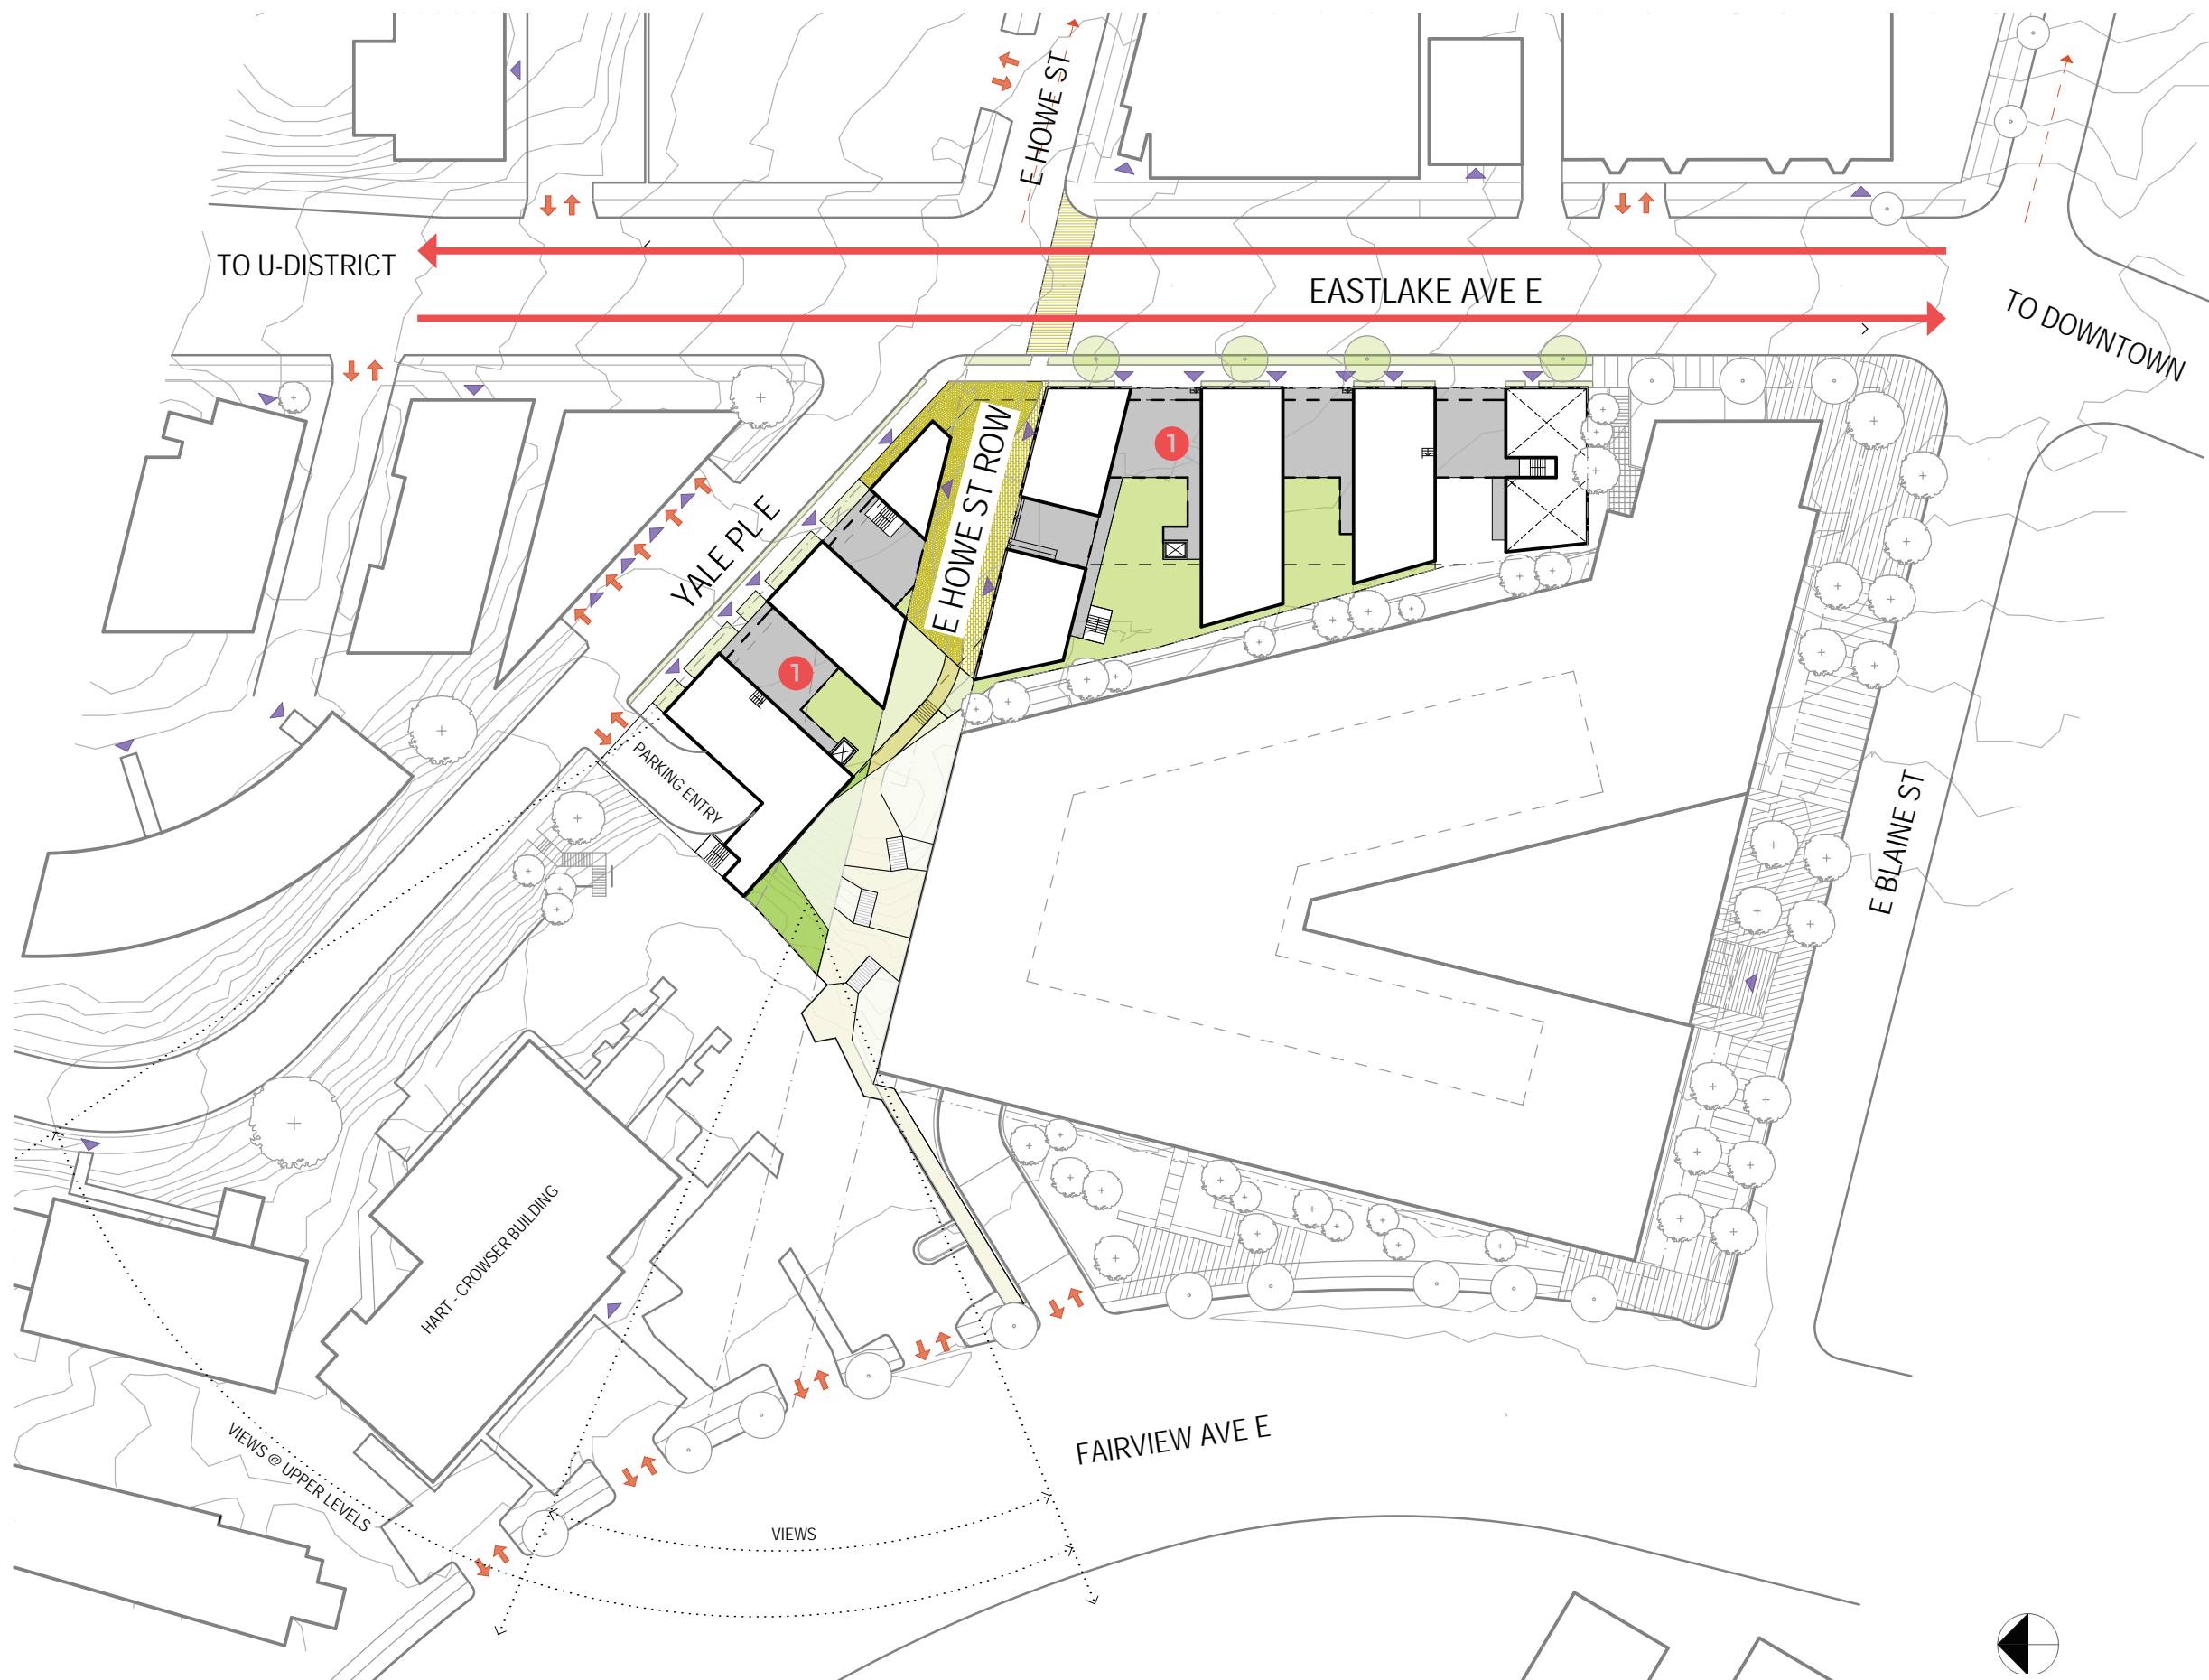 E HOWE ST
TO U-DISTRICT
EASTLAKE AVE E
TO DOWNTOWN
1
E HOWE ST ROW
YALE PL E
1
PARKING ENTRY
E BLAINE ST
HART - CROWSER BUILDING
FAIRVIEW AVE E
VIEWS @ UPPER LEVELS
VIEWS